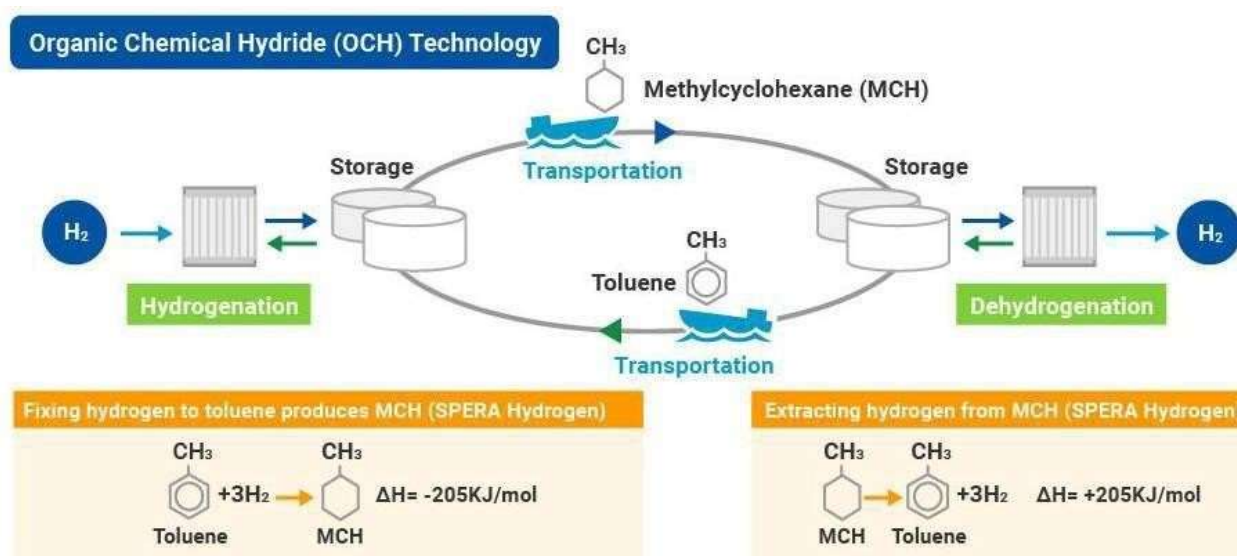 Organic Chemical Hydride (OCH) Technology
CH₃
Methylcyclohexane (MCH)
Transportation
Storage
Storage
H₂
H₂
Hydrogenation
Dehydrogenation
CH₃
Toluene
Transportation
Fixing hydrogen to toluene produces MCH (SPERA Hydrogen)
CH₃
CH₃
+3H₂
ΔH= -205KJ/mol
Toluene
MCH
Extracting hydrogen from MCH (SPERA Hydrogen
CH₃
CH₃
+3H₂
ΔH= +205KJ/mol
MCH
Toluene